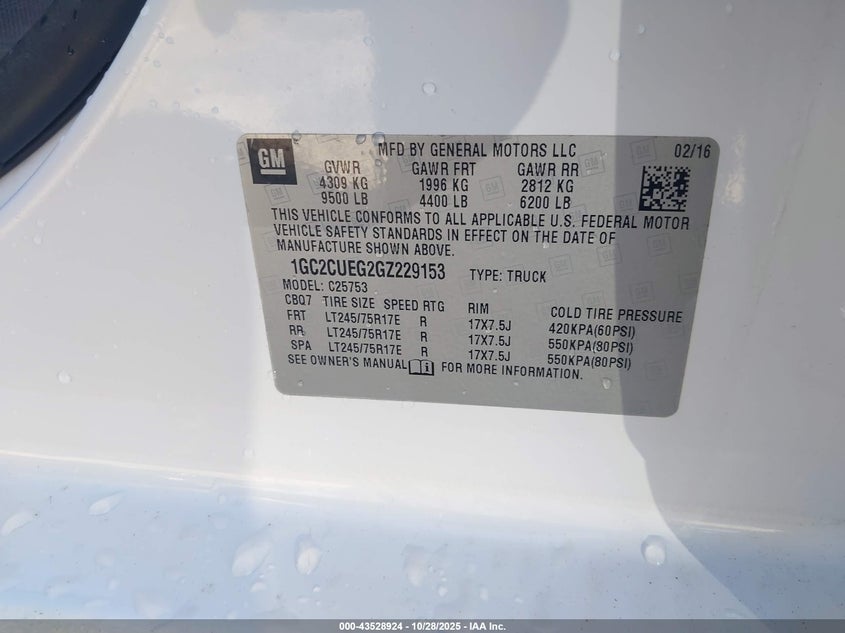 GM
MFD BY GENERAL MOTORS LLC 02/16
GVWR GAWR FRT GAWR RR
4309 KG 1996 KG 2812 KG
9500 LB 4400 LB 6200 LB
THIS VEHICLE CONFORMS TO ALL APPLICABLE U.S. FEDERAL MOTOR
VEHICLE SAFETY STANDARDS IN EFFECT ON THE DATE OF
MANUFACTURE SHOWN ABOVE.
1GC2CUEG2GZ229153 TYPE: TRUCK
MODEL: C25753
CBQ7 TIRE SIZE SPEED RTG RIM COLD TIRE PRESSURE
FRT LT245/75R17E R 17X7.5J 420KPA(60PSI)
RR LT245/75R17E R 17X7.5J 550KPA(80PSI)
SPA LT245/75R17E R 17X7.5J 550KPA(80PSI)
SEE OWNER'S MANUAL FOR MORE INFORMATION.
000-43528924 | 10/28/2025 | IAA Inc.